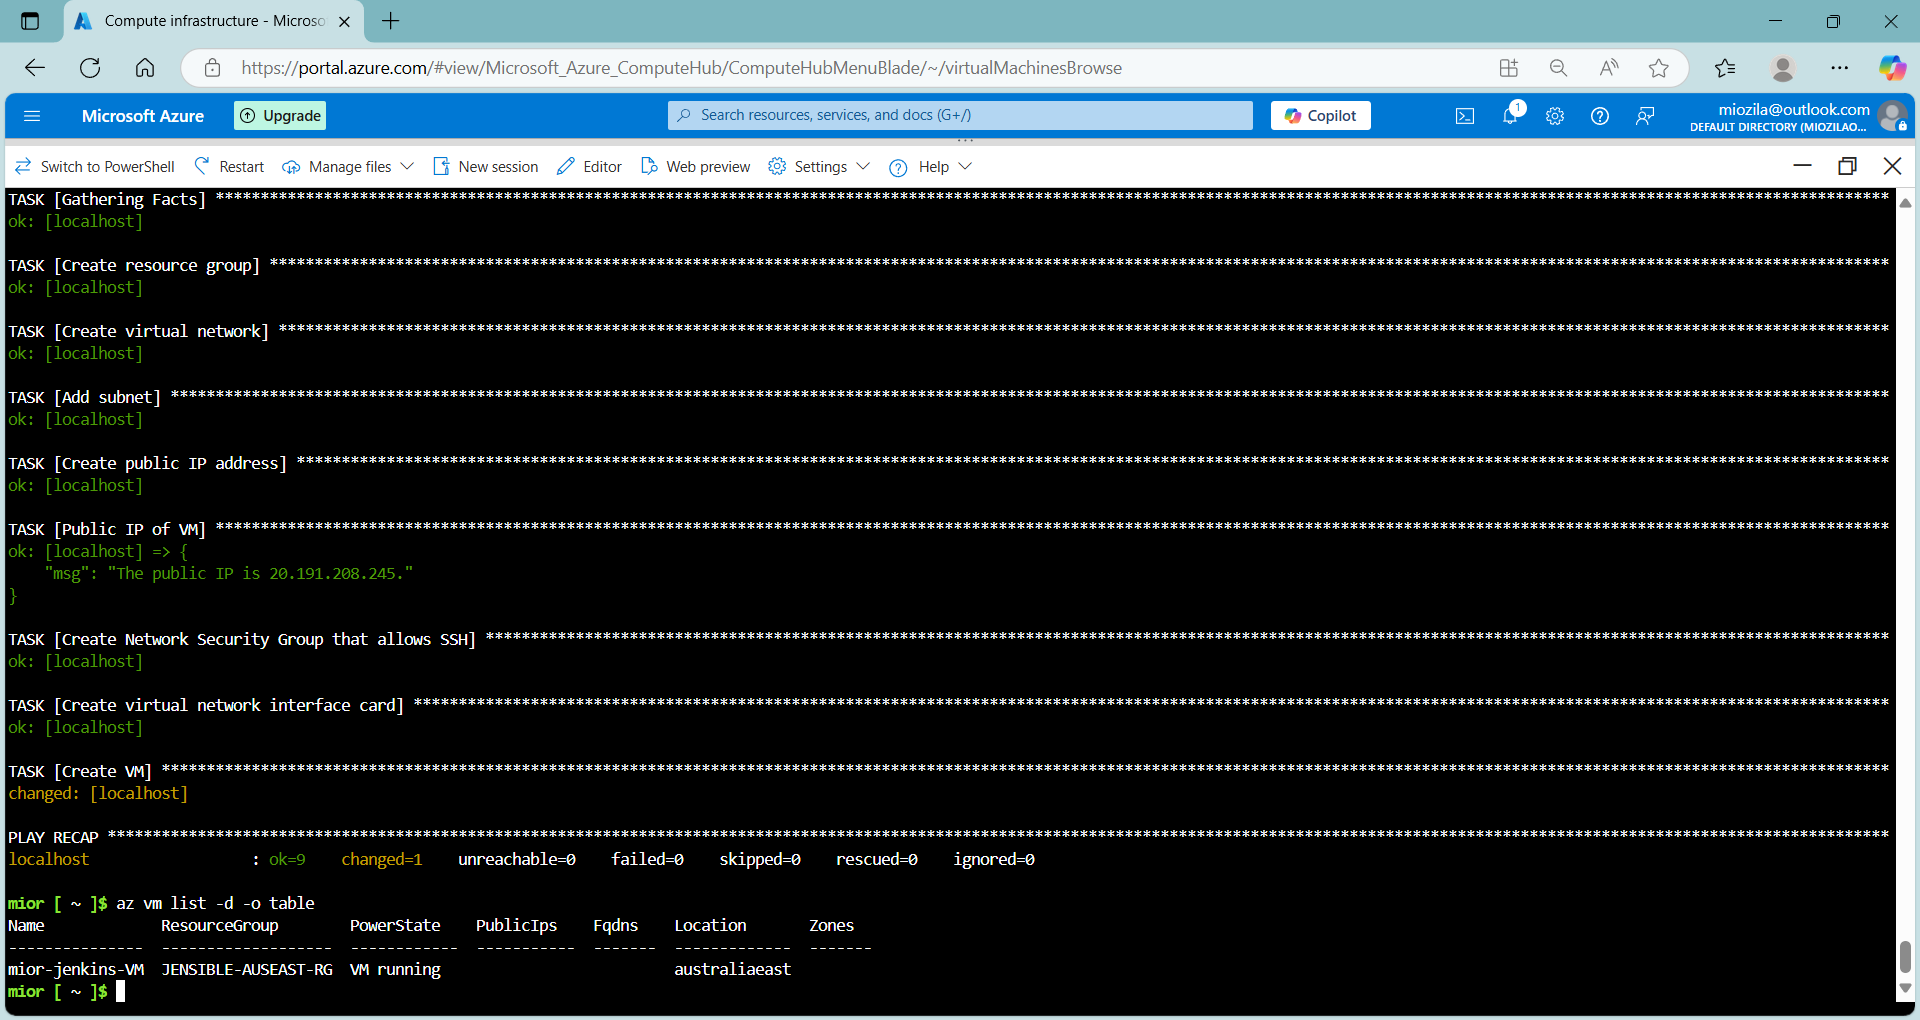 Compute infrastructure - Microso
https://portal.azure.com/#view/Microsoft_Azure_ComputeHub/ComputeHubMenuBlade/~/virtualMachinesBrowse
Microsoft Azure
Upgrade
Search resources, services, and docs (G+/)
Copilot
1
miozila@outlook.com
DEFAULT DIRECTORY (MIOZILAO...
Switch to PowerShell
Restart
Manage files
New session
Editor
Web preview
Settings
Help
TASK [Gathering Facts] ******************************************************************************************************************************************************************************************
ok: [localhost]
TASK [Create resource group] ************************************************************************************************************************************************************************************
ok: [localhost]
TASK [Create virtual network] ***********************************************************************************************************************************************************************************
ok: [localhost]
TASK [Add subnet] ***********************************************************************************************************************************************************************************************
ok: [localhost]
TASK [Create public IP address] *********************************************************************************************************************************************************************************
ok: [localhost]
TASK [Public IP of VM] ******************************************************************************************************************************************************************************************
ok: [localhost] => {
    "msg": "The public IP is 20.191.208.245."
}
TASK [Create Network Security Group that allows SSH] ************************************************************************************************************************************************************
ok: [localhost]
TASK [Create virtual network interface card] ********************************************************************************************************************************************************************
ok: [localhost]
TASK [Create VM] ************************************************************************************************************************************************************************************************
changed: [localhost]
PLAY RECAP ******************************************************************************************************************************************************************************************************
localhost                  : ok=9    changed=1    unreachable=0    failed=0    skipped=0    rescued=0    ignored=0
mior [ ~ ]$ az vm list -d -o table
Name             ResourceGroup        PowerState    PublicIps    Fqdns    Location       Zones
---------------  -------------------  ------------  -----------  -------  -------------  -------
mior-jenkins-VM  JENSIBLE-AUSEAST-RG  VM running                          australiaeast
mior [ ~ ]$